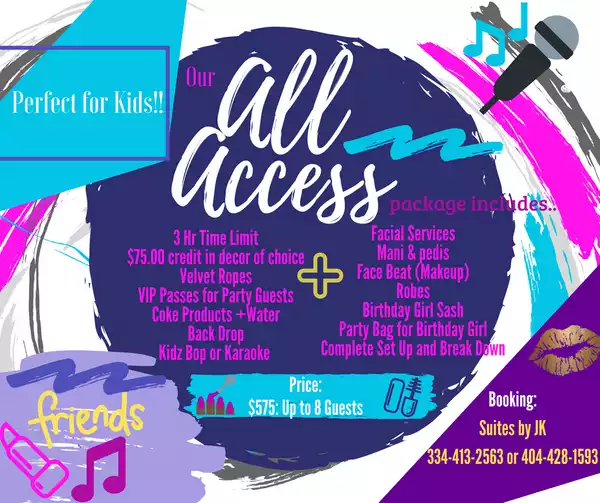 Perfect for Kids!!
Our
All
Access
package includes..
3 Hr Time Limit
$75.00 credit in decor of choice
Velvet Ropes
VIP Passes for Party Guests
Coke Products +Water
Back Drop
Kidz Bop or Karaoke
+
Facial Services
Mani & pedis
Face Beat (Makeup)
Robes
Birthday Girl Sash
Party Bag for Birthday Girl
Complete Set Up and Break Down
Price:
$575: Up to 8 Guests
friends
Booking:
Suites by JK
334-413-2563 or 404-428-1593